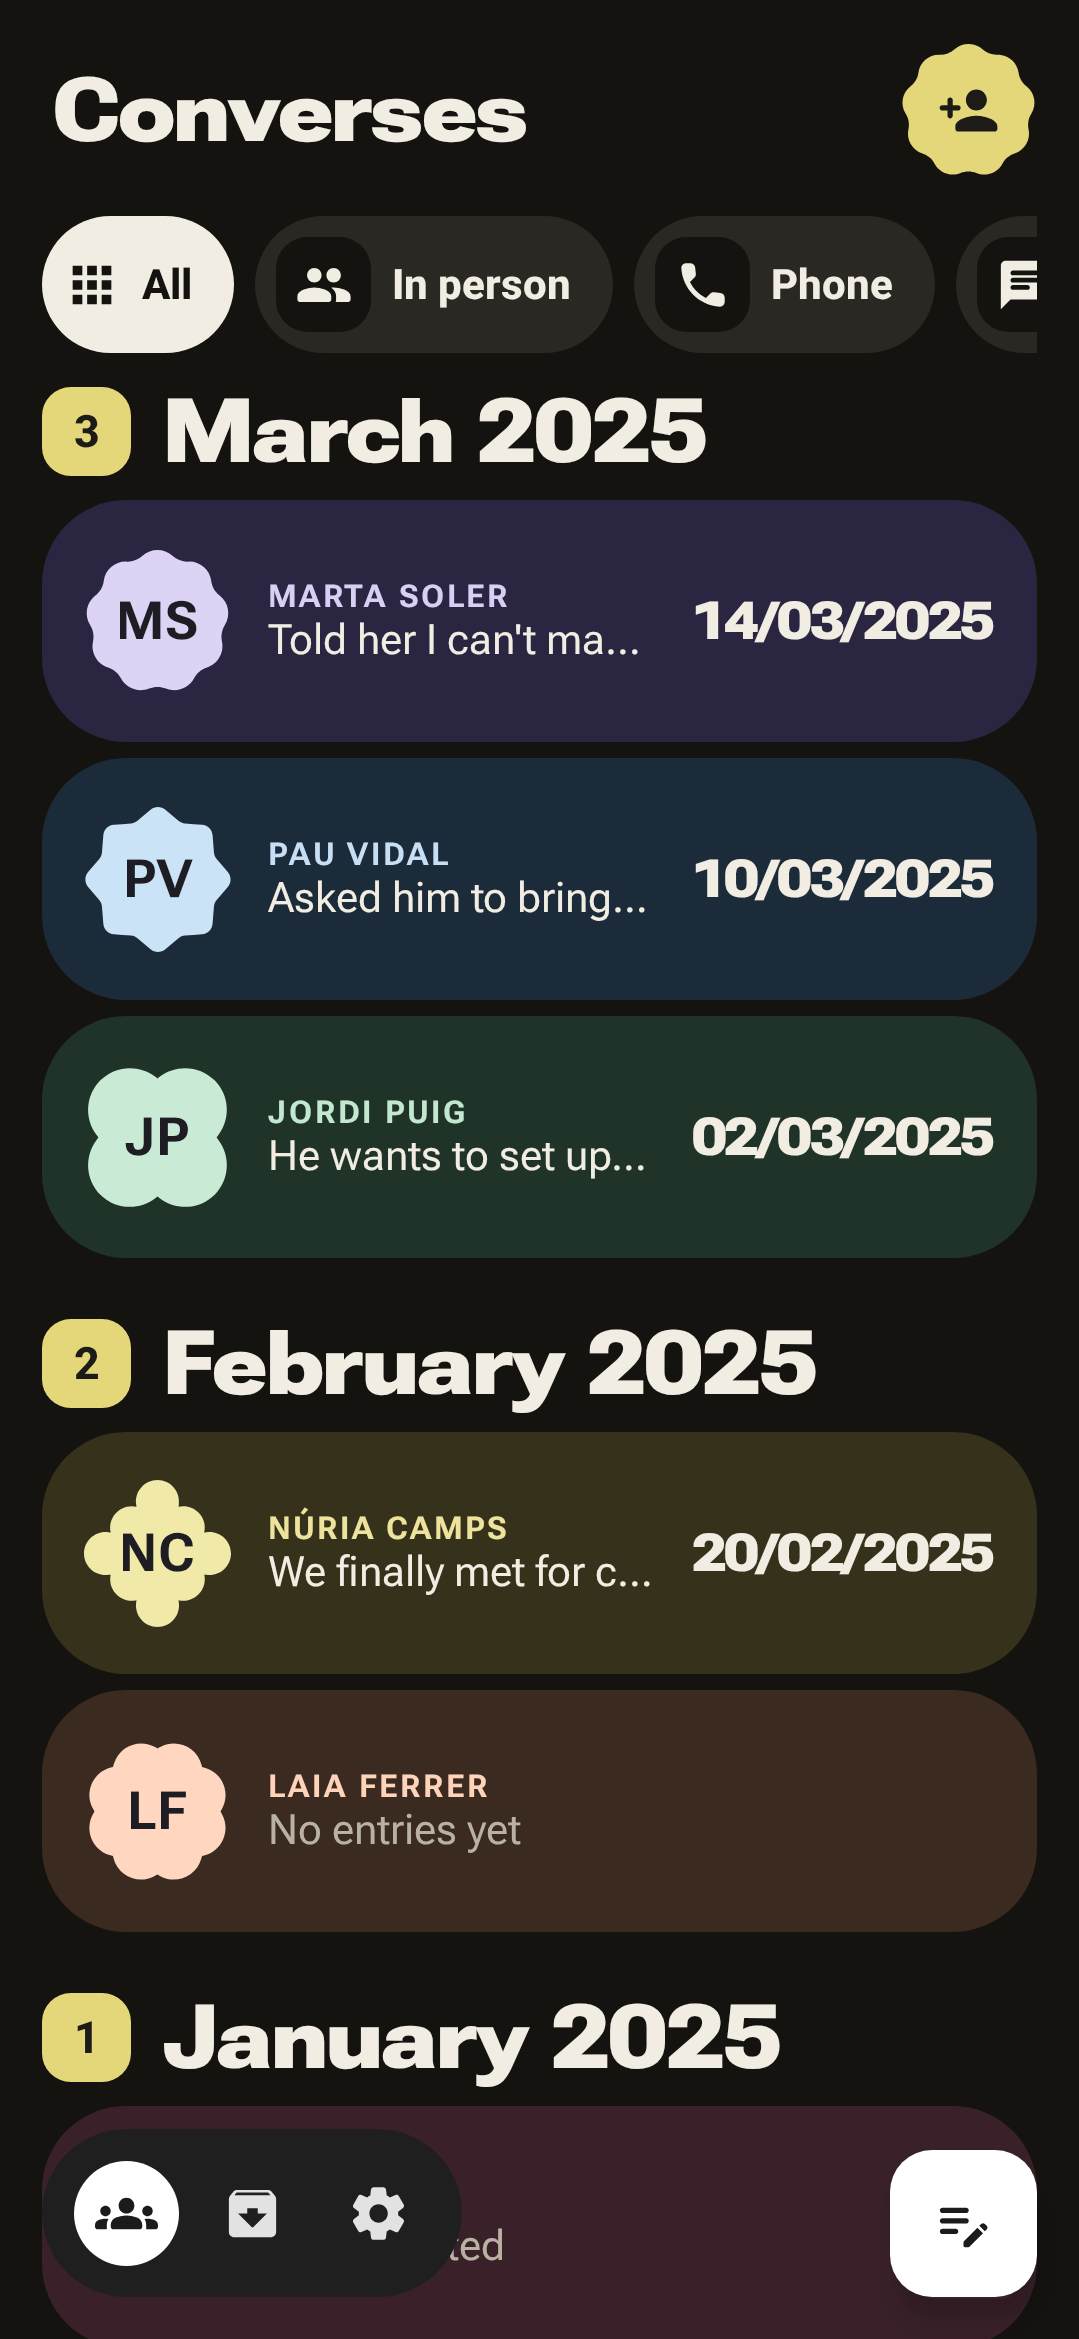 Converses
All
In person
Phone
3
March 2025
MS
MARTA SOLER
Told her I can't ma...
14/03/2025
PV
PAU VIDAL
Asked him to bring...
10/03/2025
JP
JORDI PUIG
He wants to set up...
02/03/2025
2
February 2025
NC
NÚRIA CAMPS
We finally met for c...
20/02/2025
LF
LAIA FERRER
No entries yet
1
January 2025